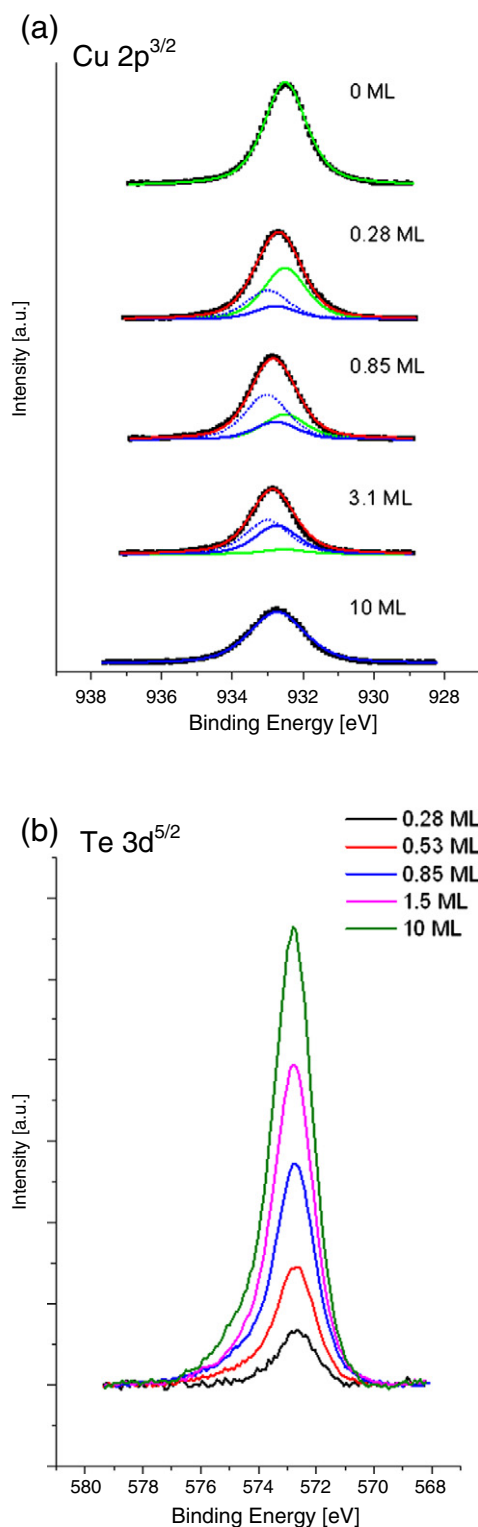 (a)
Cu 2p3/2
0 ML
0.28 ML
0.85 ML
3.1 ML
10 ML
Intensity [a.u.]
938 936 934 932 930 928
Binding Energy [eV]
(b)
Te 3d5/2
0.28 ML
0.53 ML
0.85 ML
1.5 ML
10 ML
Intensity [a.u.]
580 578 576 574 572 570 568
Binding Energy [eV]